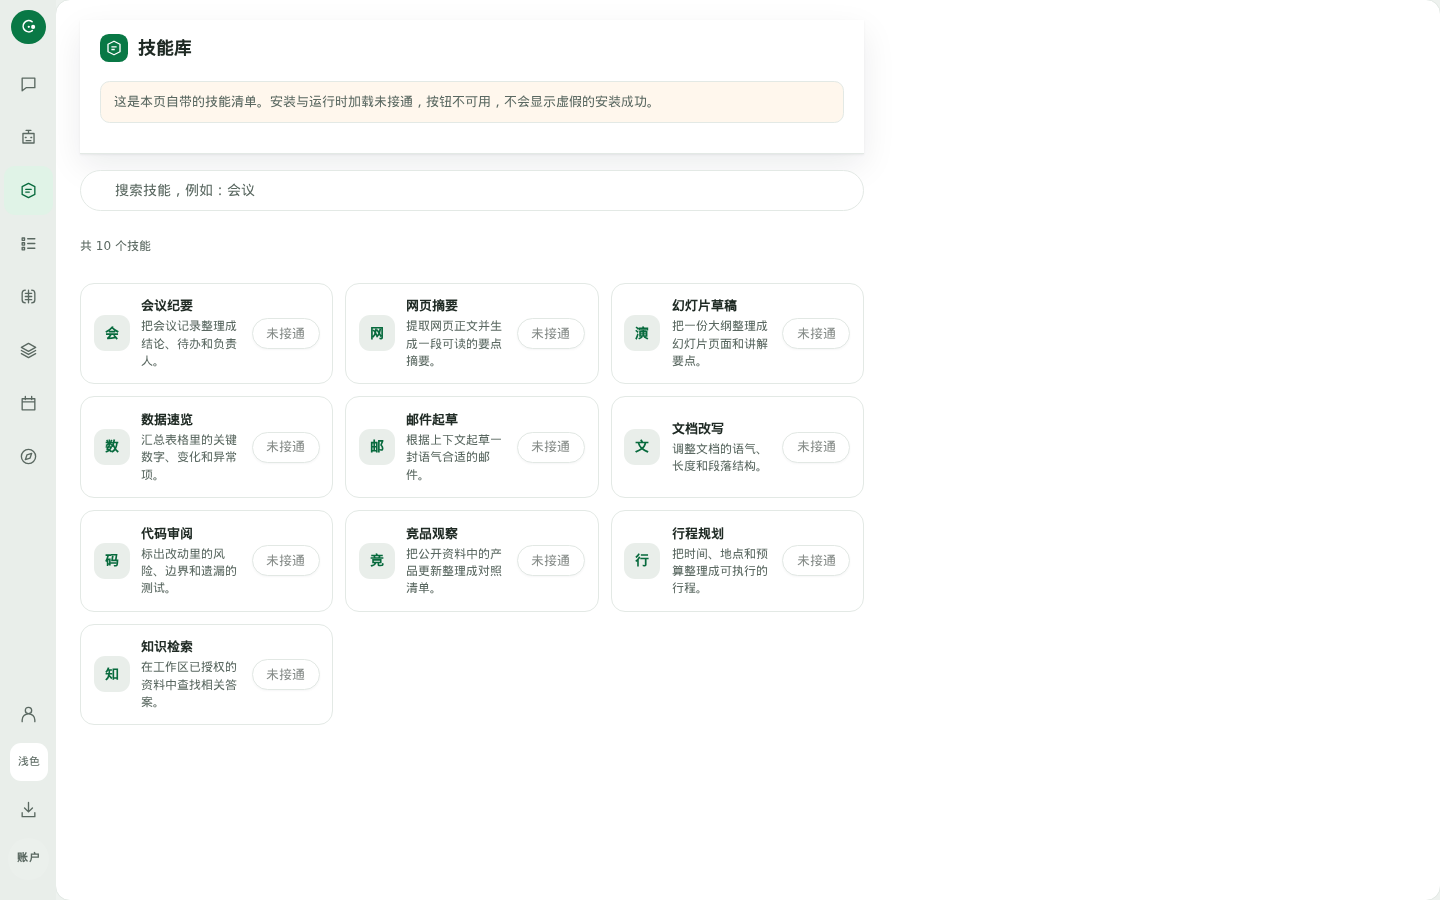 技能库
这是本页自带的技能清单。安装与运行时加载未接通，按钮不可用，不会显示虚假的安装成功。
搜索技能，例如：会议
共 10 个技能
会
会议纪要
把会议记录整理成
结论、待办和负责
人。
未接通
网
网页摘要
提取网页正文并生
成一段可读的要点
摘要。
未接通
演
幻灯片草稿
把一份大纲整理成
幻灯片页面和讲解
要点。
未接通
数
数据速览
汇总表格里的关键
数字、变化和异常
项。
未接通
邮
邮件起草
根据上下文起草一
封语气合适的邮
件。
未接通
文
文档改写
调整文档的语气、
长度和段落结构。
未接通
码
代码审阅
标出改动里的风
险、边界和遗漏的
测试。
未接通
竞
竞品观察
把公开资料中的产
品更新整理成对照
清单。
未接通
行
行程规划
把时间、地点和预
算整理成可执行的
行程。
未接通
知
知识检索
在工作区已授权的
资料中查找相关答
案。
未接通
浅色
账户